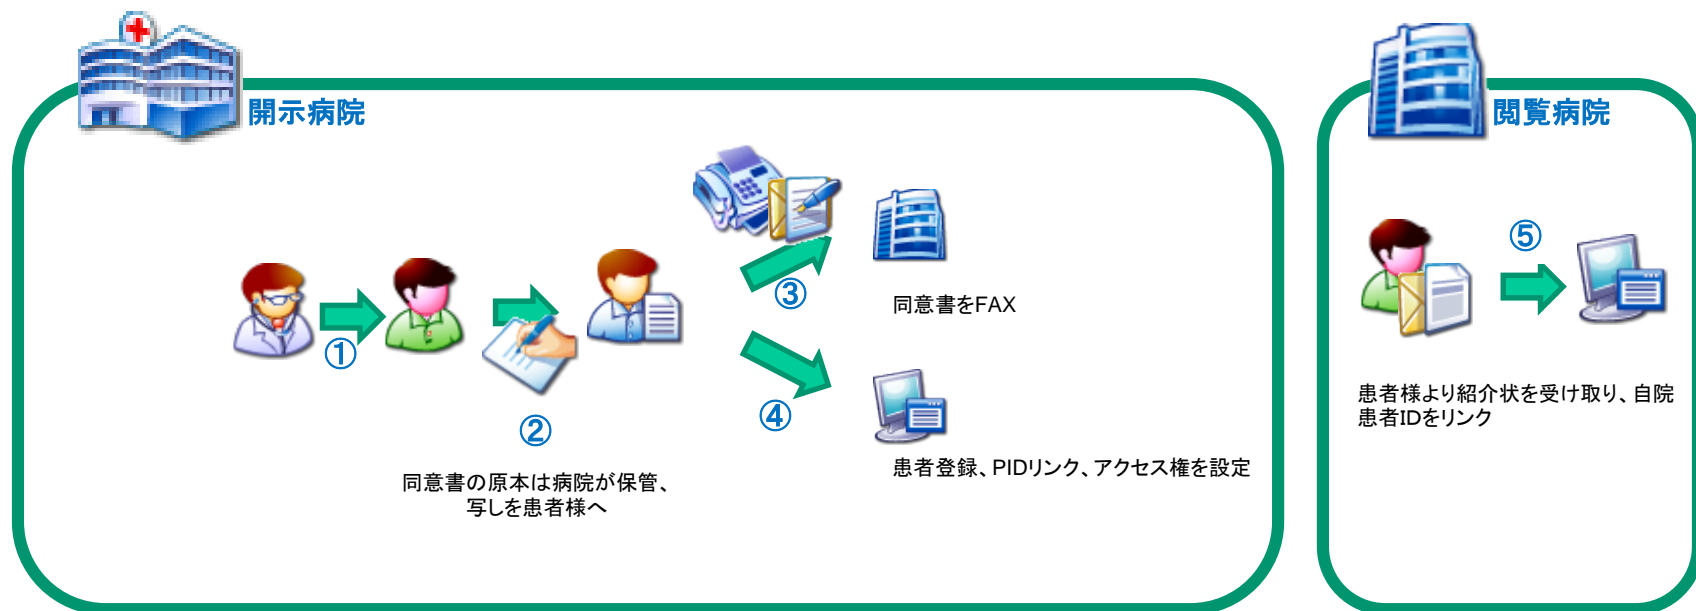 開示病院
①
②
同意書の原本は病院が保管、
写しを患者様へ
③
同意書をFAX
④
患者登録、PIDリンク、アクセス権を設定
閲覧病院
⑤
患者様より紹介状を受け取り、自院
患者IDをリンク